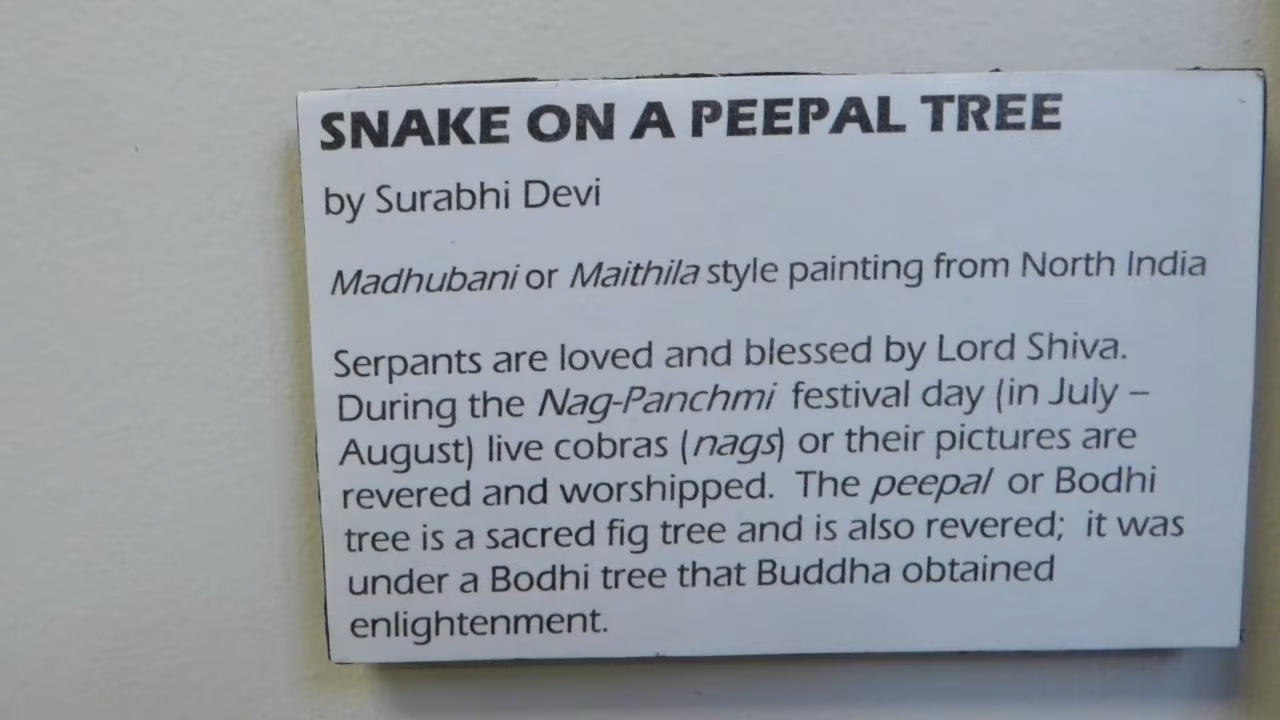 SNAKE ON A PEEPAL TREE
by Surabhi Devi
Madhubani or Maithila style painting from North India
Serpants are loved and blessed by Lord Shiva.
During the Nag-Panchmi festival day (in July –
August) live cobras (nags) or their pictures are
revered and worshipped. The peepal or Bodhi
tree is a sacred fig tree and is also revered; it was
under a Bodhi tree that Buddha obtained
enlightenment.